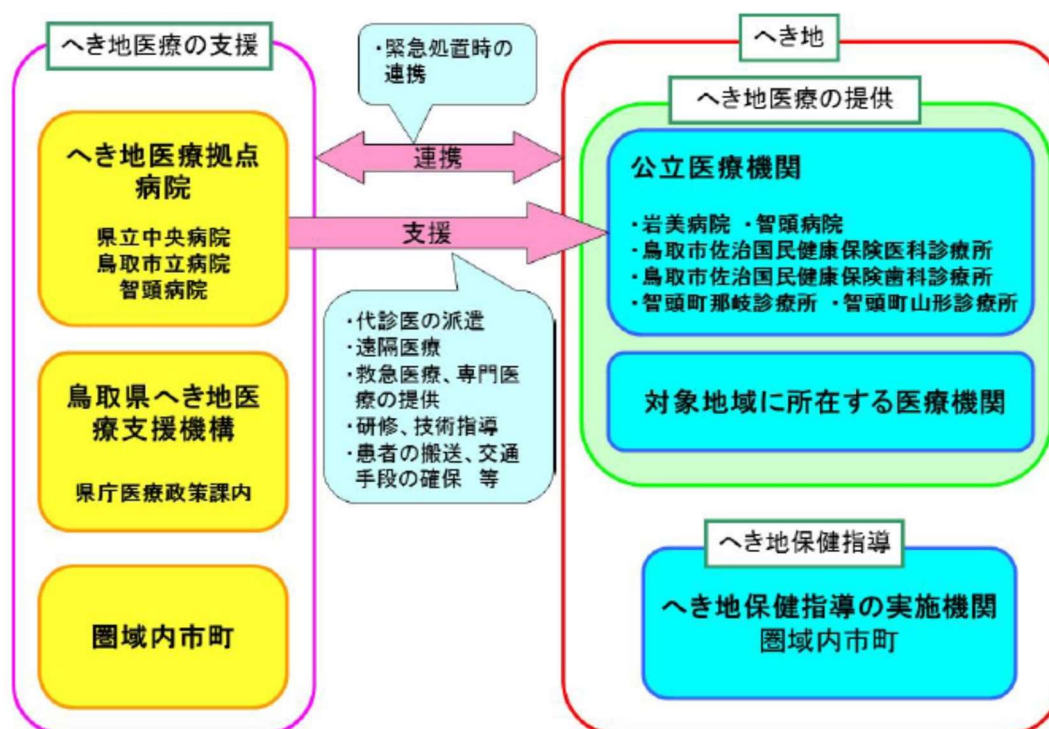 へき地医療の支援
へき地医療拠点
病院
県立中央病院
鳥取市立病院
智頭病院
鳥取県へき地医
療支援機構
県庁医療政策課内
圏域内市町
・緊急処置時の
連携
連携
支援
・代診医の派遣
・遠隔医療
・救急医療、専門医
療の提供
・研修、技術指導
・患者の搬送、交通
手段の確保 等
へき地
へき地医療の提供
公立医療機関
・岩美病院 ・智頭病院
・鳥取市佐治国民健康保険医科診療所
・鳥取市佐治国民健康保険歯科診療所
・智頭町那岐診療所 ・智頭町山形診療所
対象地域に所在する医療機関
へき地保健指導
へき地保健指導の実施機関
圏域内市町